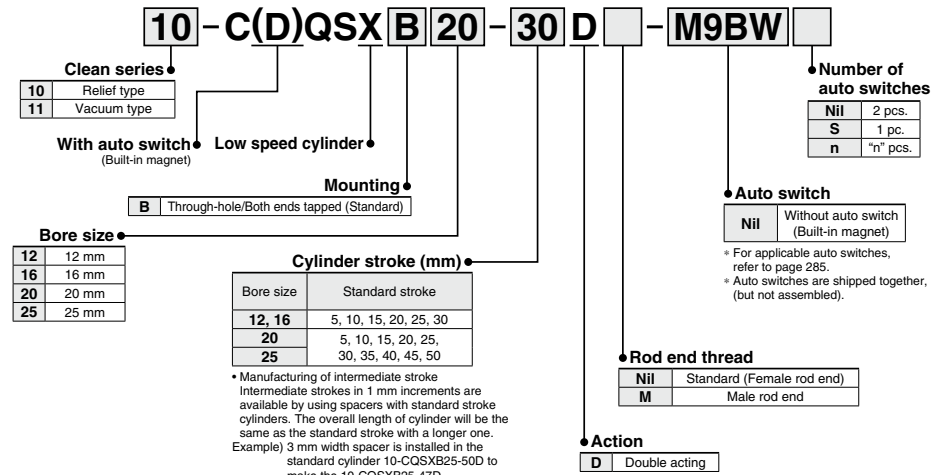 10 - C(D)QSX B 20 - 30 D - M9BW
Clean series
10 Relief type
11 Vacuum type
With auto switch
(Built-in magnet)
Low speed cylinder
Mounting
B Through-hole/Both ends tapped (Standard)
Bore size
12 12 mm
16 16 mm
20 20 mm
25 25 mm
Cylinder stroke (mm)
Bore size Standard stroke
12, 16 5, 10, 15, 20, 25, 30
20 5, 10, 15, 20, 25,
25 30, 35, 40, 45, 50
• Manufacturing of intermediate stroke
Intermediate strokes in 1 mm increments are
available by using spacers with standard stroke
cylinders. The overall length of cylinder will be the
same as the standard stroke with a longer one.
Example) 3 mm width spacer is installed in the
standard cylinder 10-CQSXB25-50D to
make the 10-CQSXB25-47D.
Number of
auto switches
Nil 2 pcs.
S 1 pc.
n "n" pcs.
Auto switch
Nil Without auto switch
(Built-in magnet)
∗ For applicable auto switches,
refer to page 285.
∗ Auto switches are shipped together,
(but not assembled).
Rod end thread
Nil Standard (Female rod end)
M Male rod end
Action
D Double acting